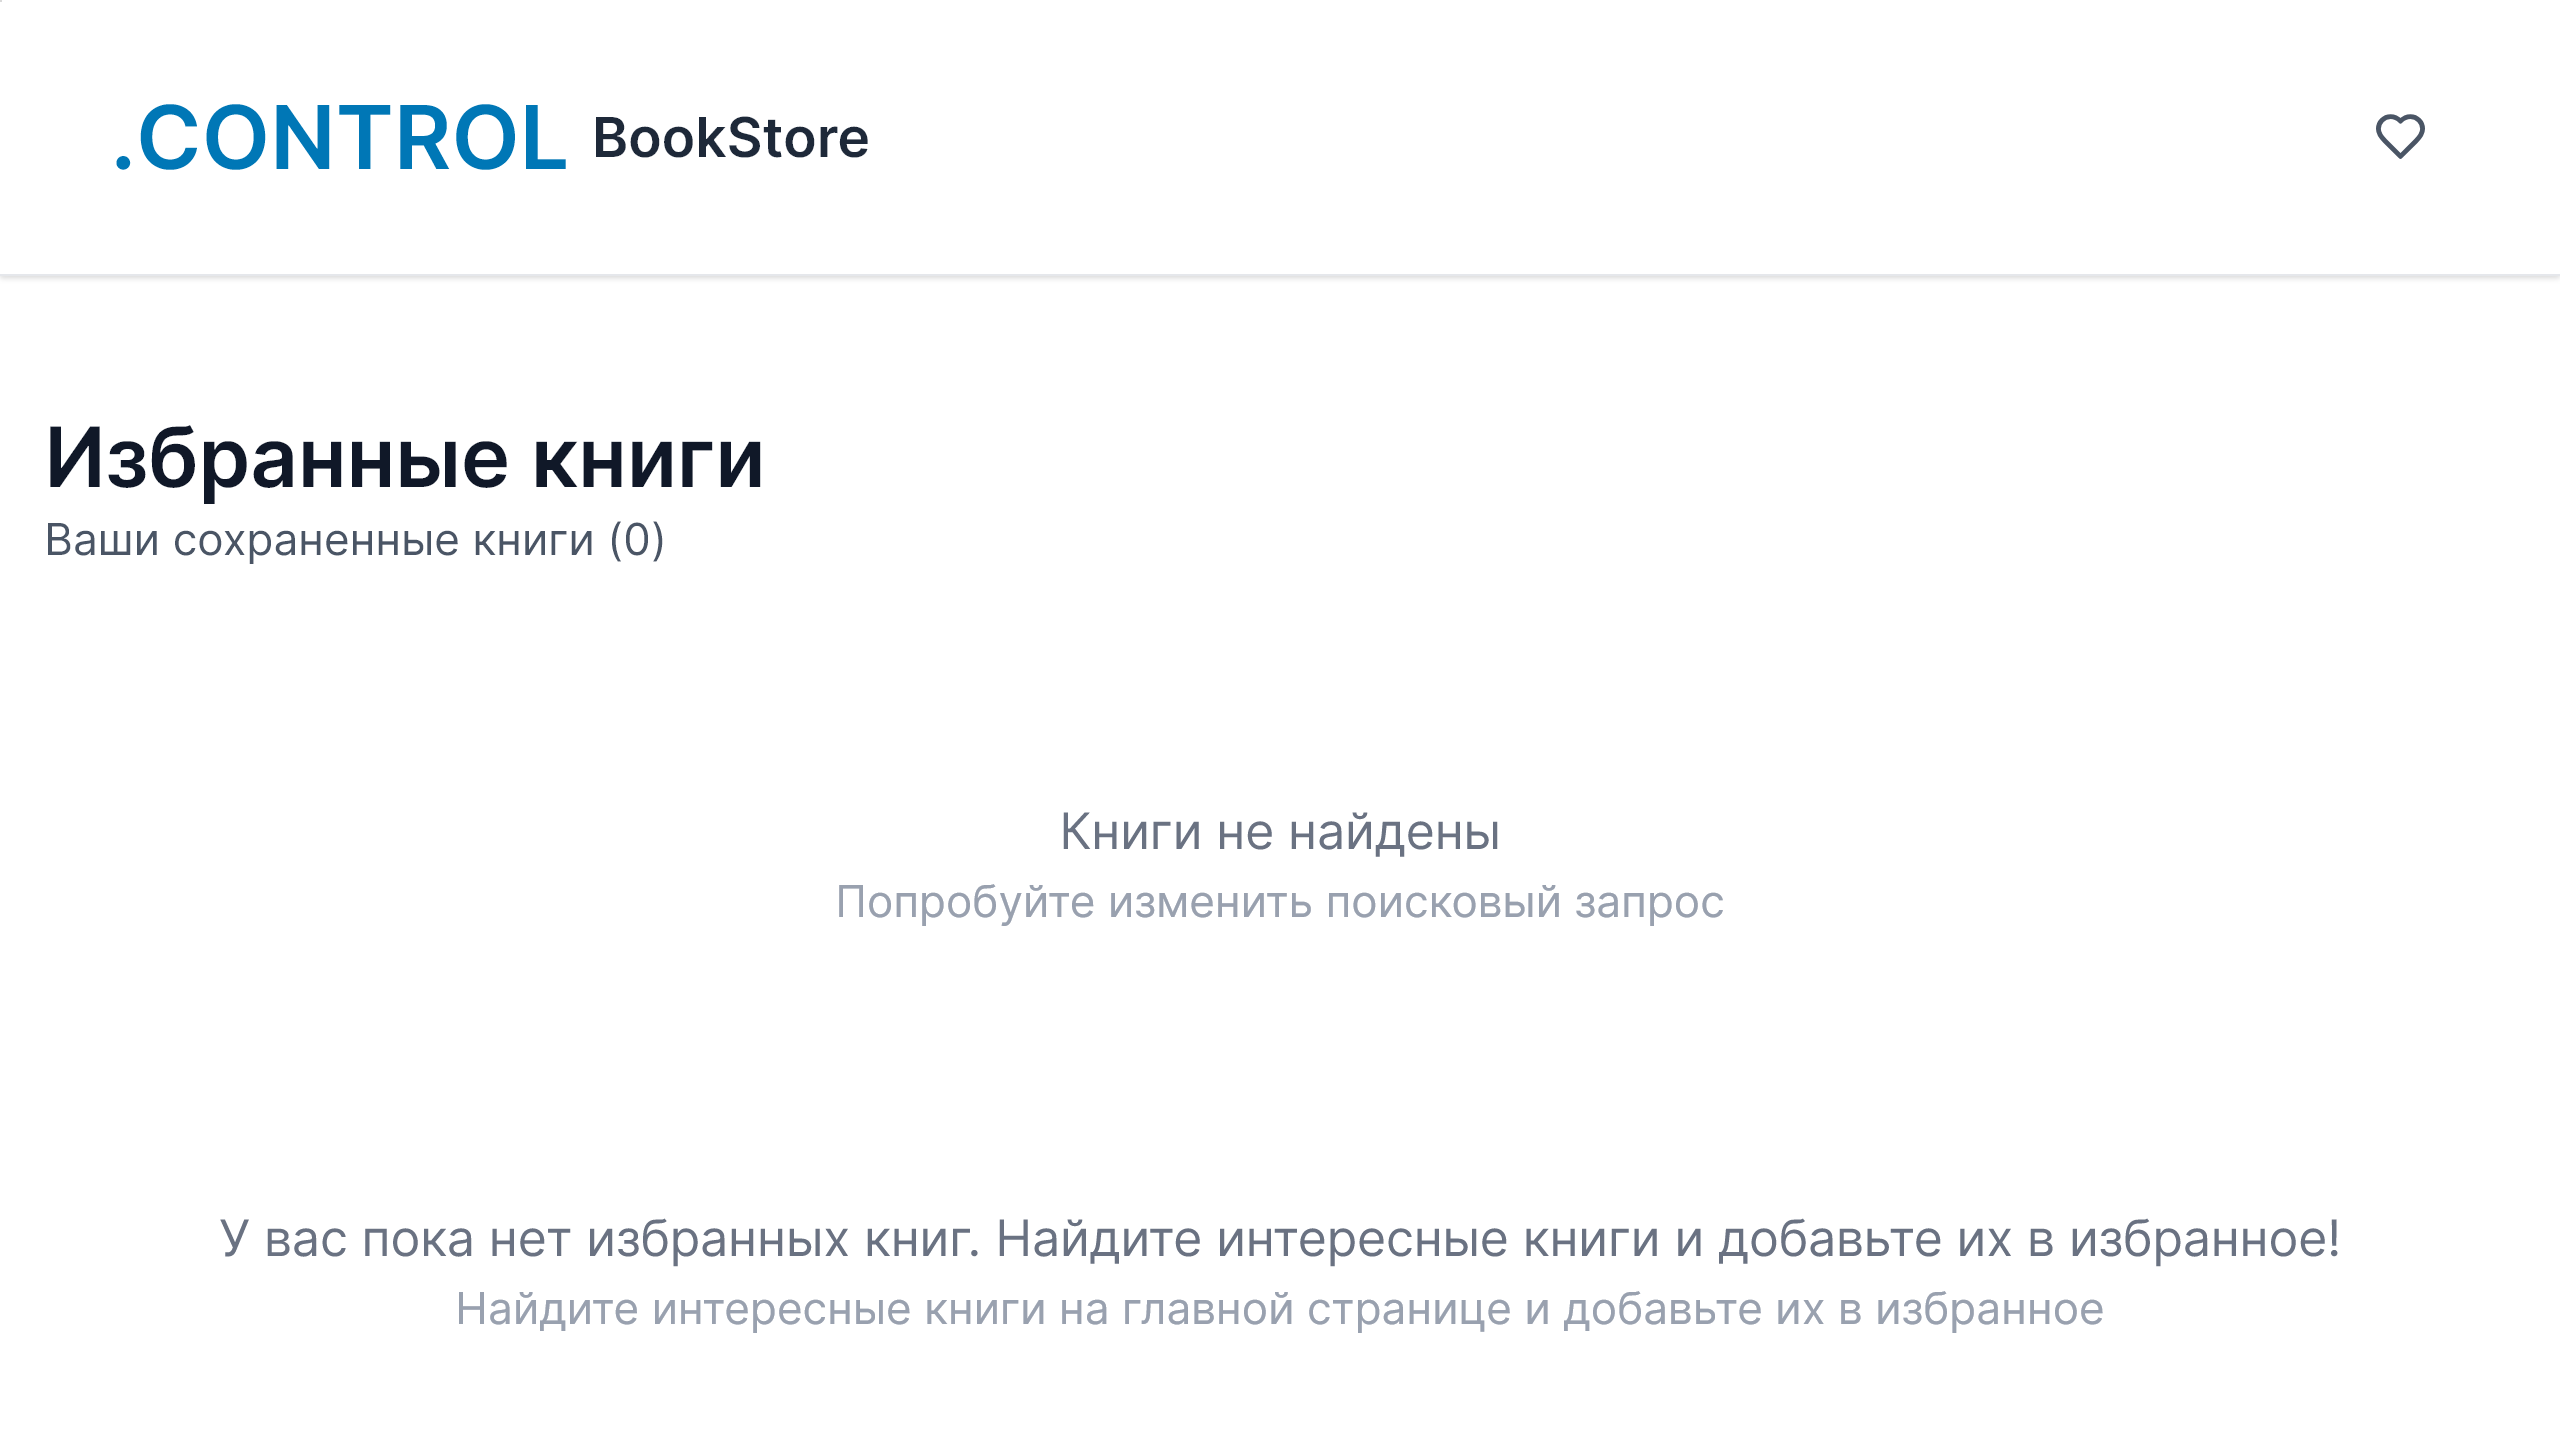 .CONTROL BookStore
Избранные книги
Ваши сохраненные книги (0)
Книги не найдены
Попробуйте изменить поисковый запрос
У вас пока нет избранных книг. Найдите интересные книги и добавьте их в избранное!
Найдите интересные книги на главной странице и добавьте их в избранное